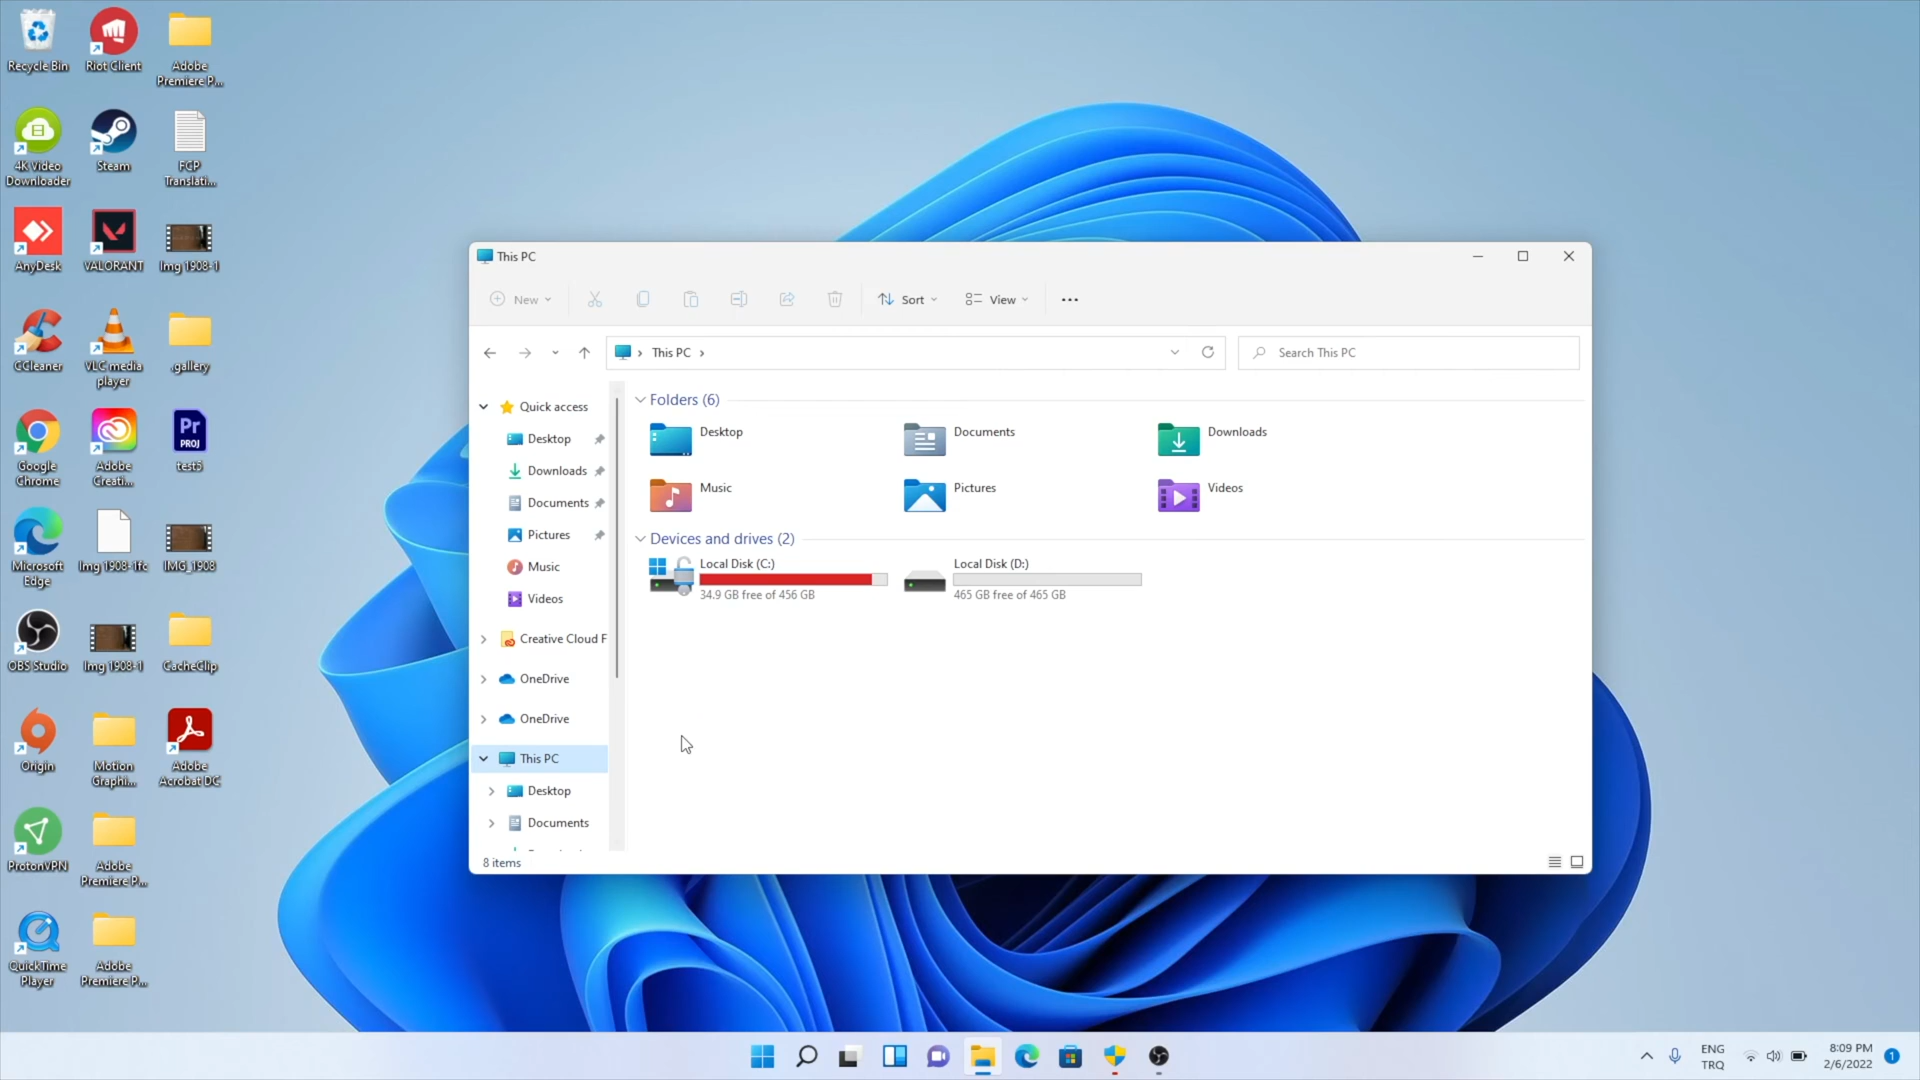 Recycle Bin
Riot Client
Adobe
Premiere P...
4K Video
Downloader
Steam
FCP
Translati...
AnyDesk
VALORANT
Img 1908-1
CCleaner
VLC media
player
.gallery
Google
Chrome
Adobe
Creati...
Pr
PROJ
test5
Microsoft
Edge
Img 1908-1fc
IMG_1908
OBS Studio
Img 1908-1
CacheClip
Origin
Motion
Graphi...
Adobe
Acrobat DC
ProtonVPN
Adobe
Premiere P...
QuickTime
Player
Adobe
Premiere P...
This PC
New
Sort
View
This PC
Search This PC
Quick access
Desktop
Downloads
Documents
Pictures
Music
Videos
Creative Cloud F
OneDrive
OneDrive
This PC
Desktop
Documents
Folders (6)
Desktop
Documents
Downloads
Music
Pictures
Videos
Devices and drives (2)
Local Disk (C:)
34.9 GB free of 456 GB
Local Disk (D:)
465 GB free of 465 GB
8 items
ENG
TRQ
8:09 PM
2/6/2022
1